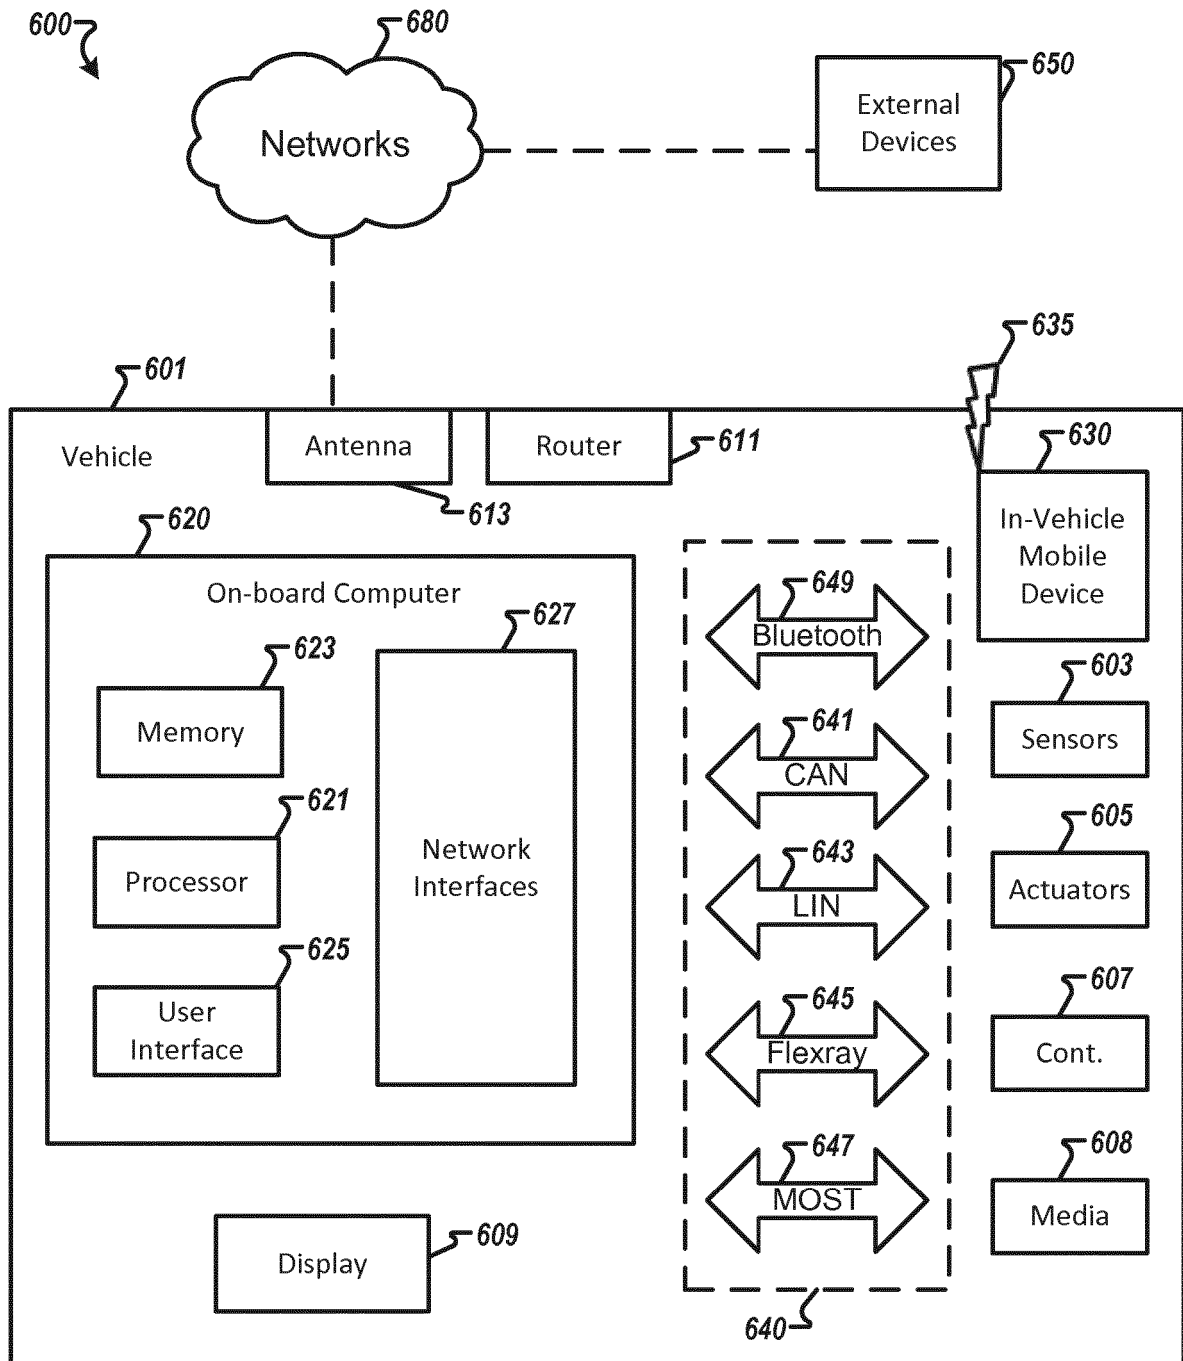 600
680
650
External
Devices
Networks
635
601
Vehicle
Antenna
Router
611
630
613
In-Vehicle
Mobile
Device
620
On-board Computer
627
649
Bluetooth
623
Memory
603
Sensors
641
CAN
621
Processor
Network
Interfaces
643
LIN
605
Actuators
625
User
Interface
645
Flexray
607
Cont.
647
MOST
608
Media
609
Display
640